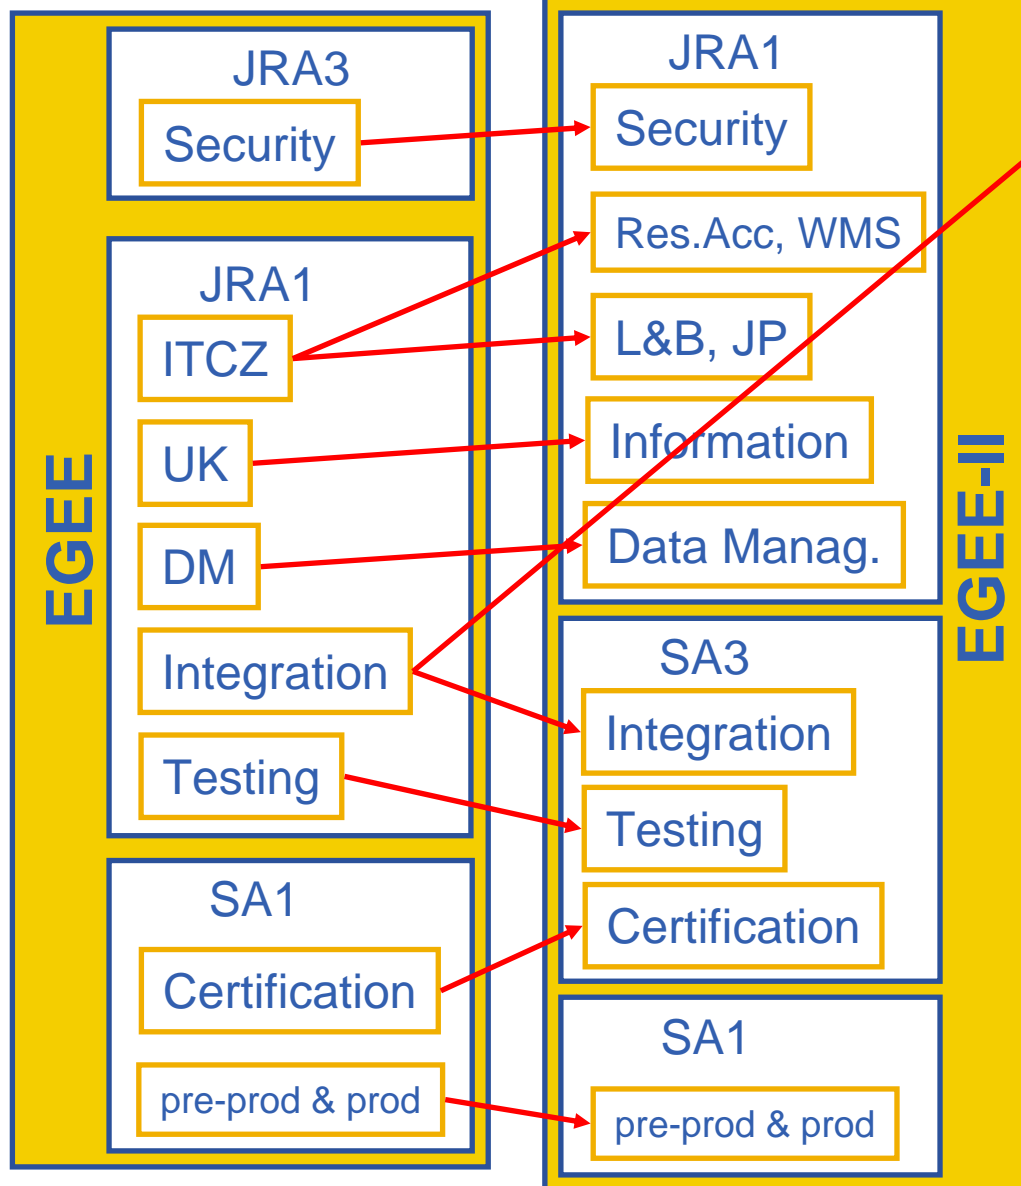 EGEE
JRA3
Security
JRA1
ITCZ
UK
DM
Integration
Testing
SA1
Certification
pre-prod & prod
EGEE-II
JRA1
Security
Res.Acc, WMS
L&B, JP
Information
Data Manag.
SA3
Integration
Testing
Certification
SA1
pre-prod & prod